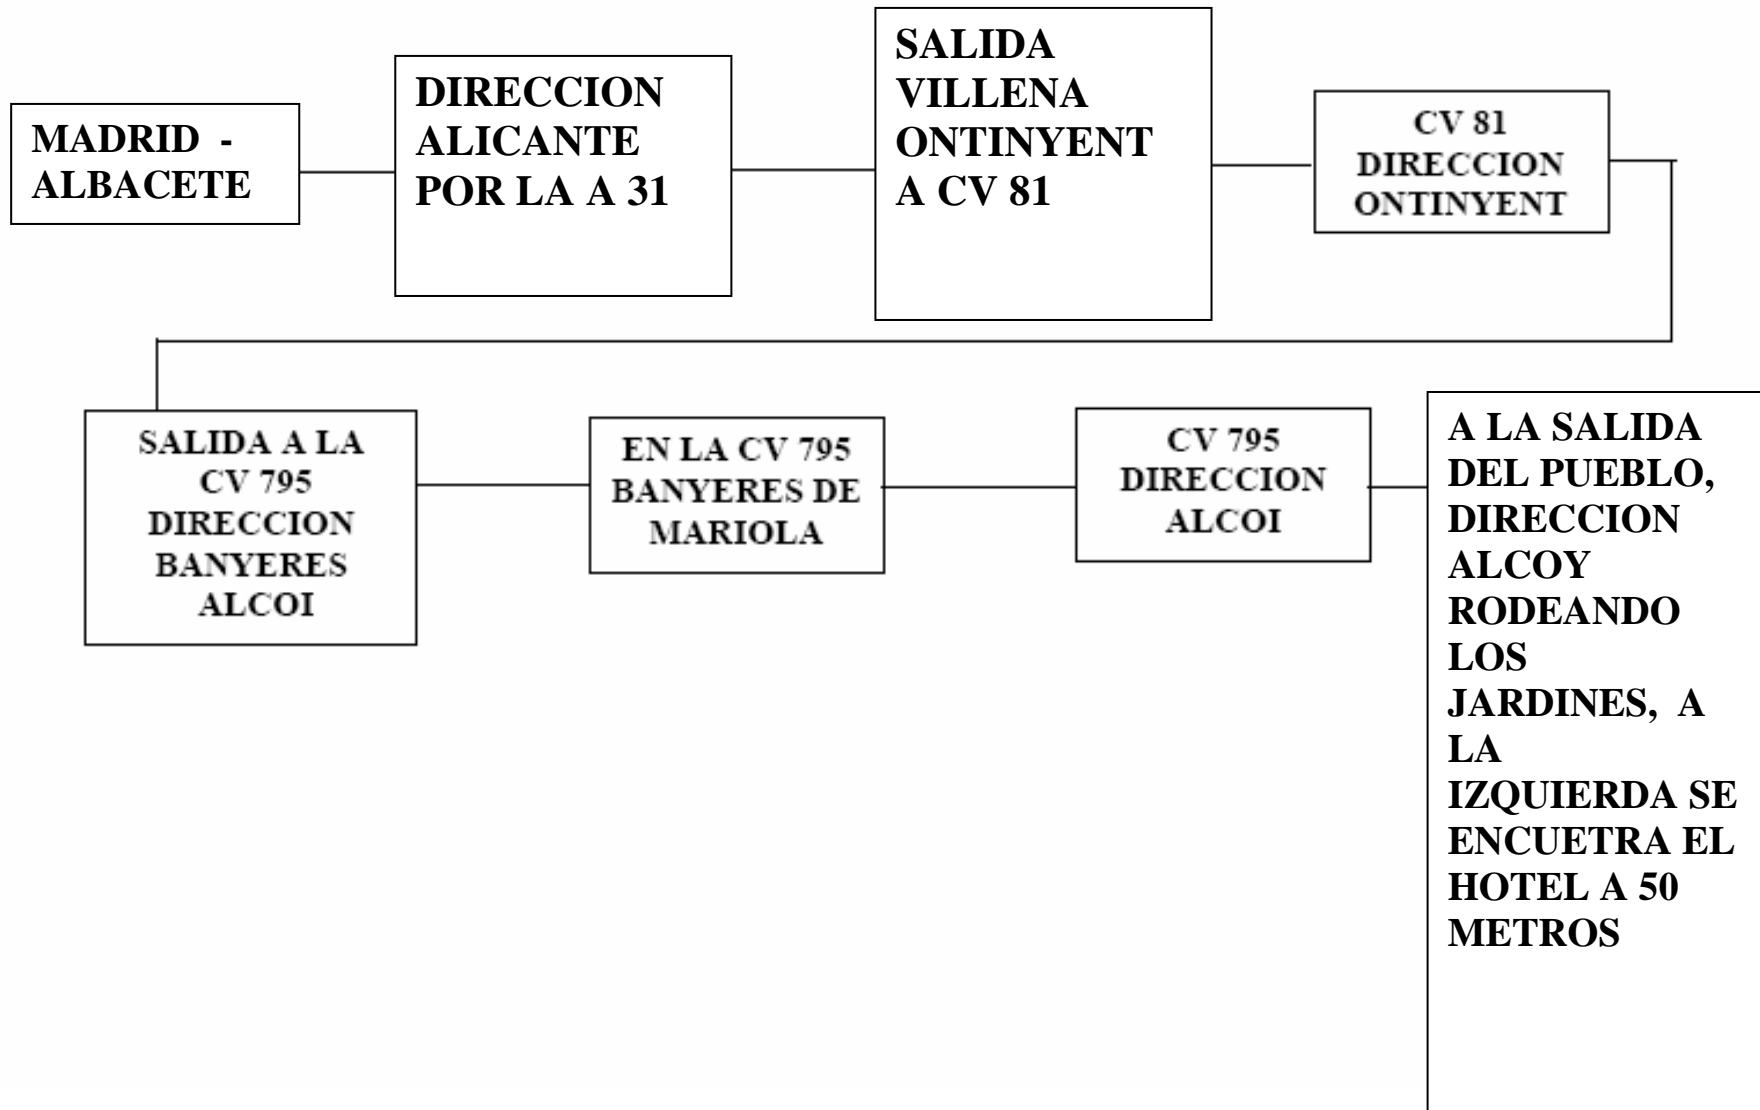 MADRID -
ALBACETE
DIRECCION
ALICANTE
POR LA A 31
SALIDA
VILLENA
ONTINYENT
A CV 81
CV 81
DIRECCION
ONTINYENT
SALIDA A LA
CV 795
DIRECCION
BANYERES
ALCOI
EN LA CV 795
BANYERES DE
MARIOLA
CV 795
DIRECCION
ALCOI
A LA SALIDA
DEL PUEBLO,
DIRECCION
ALCOY
RODEANDO
LOS
JARDINES, A
LA
IZQUIERDA SE
ENCUETRA EL
HOTEL A 50
METROS